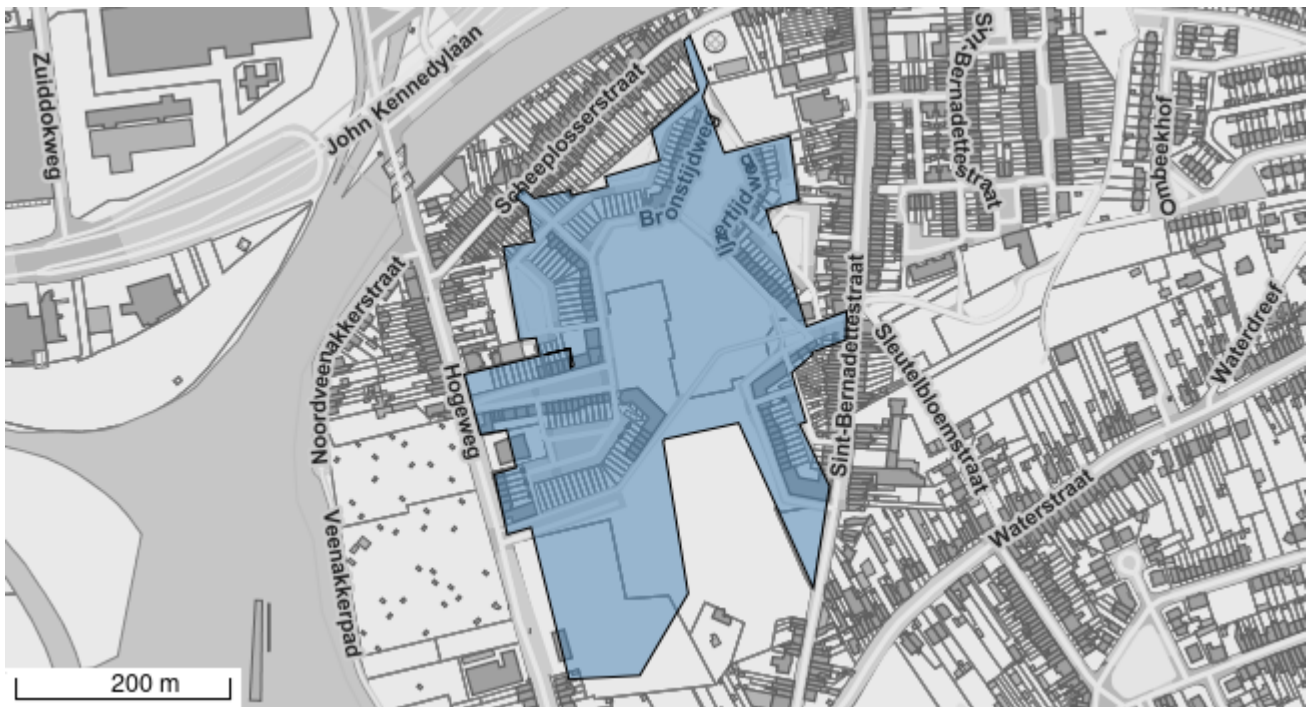 Zuiddokweg
John Kennedylaan
Scheeplosserstraat
Bronstijdweg
IJzertijdweg
Sint-Bernadettestraat
Ombeekhof
Noordveenakkerstraat
Hogeweg
Sint-Bernadettestraat
Sleutelbloemstraat
Waterdreef
Waterstraat
Veenakkerpad
200 m